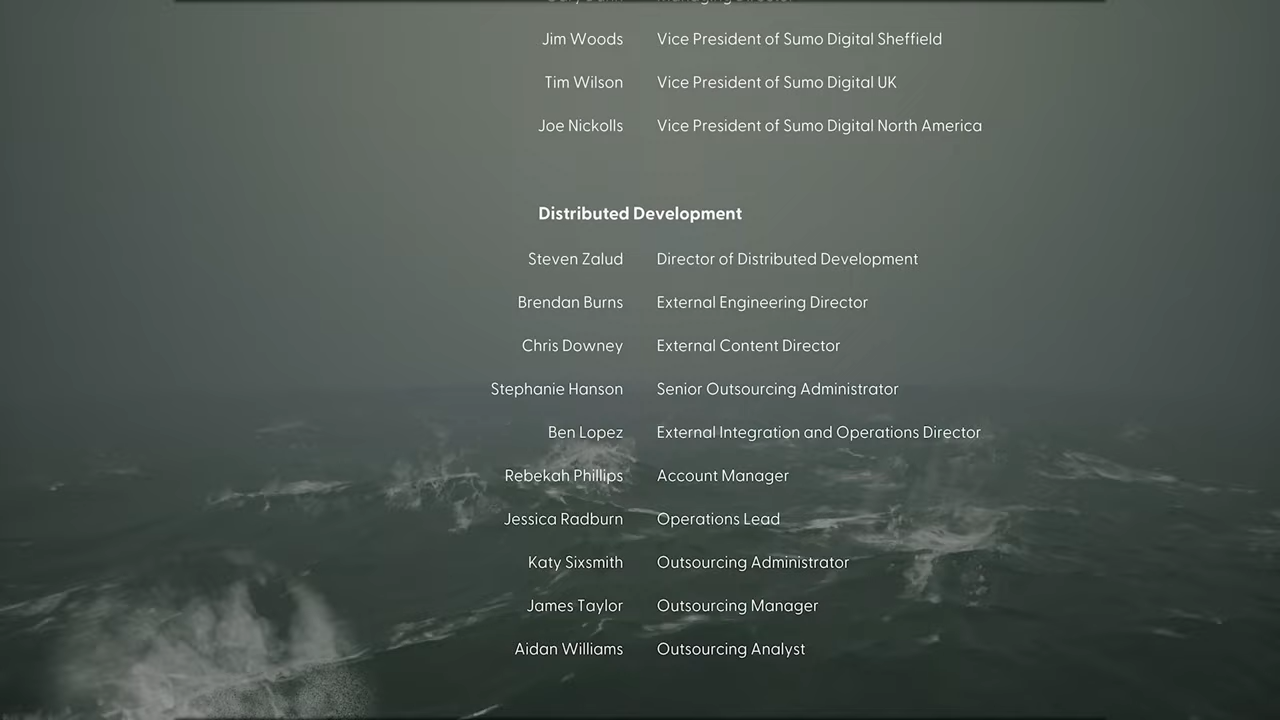 Jim Woods Vice President of Sumo Digital Sheffield
Tim Wilson Vice President of Sumo Digital UK
Joe Nickolls Vice President of Sumo Digital North America
Distributed Development
Steven Zalud Director of Distributed Development
Brendan Burns External Engineering Director
Chris Downey External Content Director
Stephanie Hanson Senior Outsourcing Administrator
Ben Lopez External Integration and Operations Director
Rebekah Phillips Account Manager
Jessica Radburn Operations Lead
Katy Sixsmith Outsourcing Administrator
James Taylor Outsourcing Manager
Aidan Williams Outsourcing Analyst